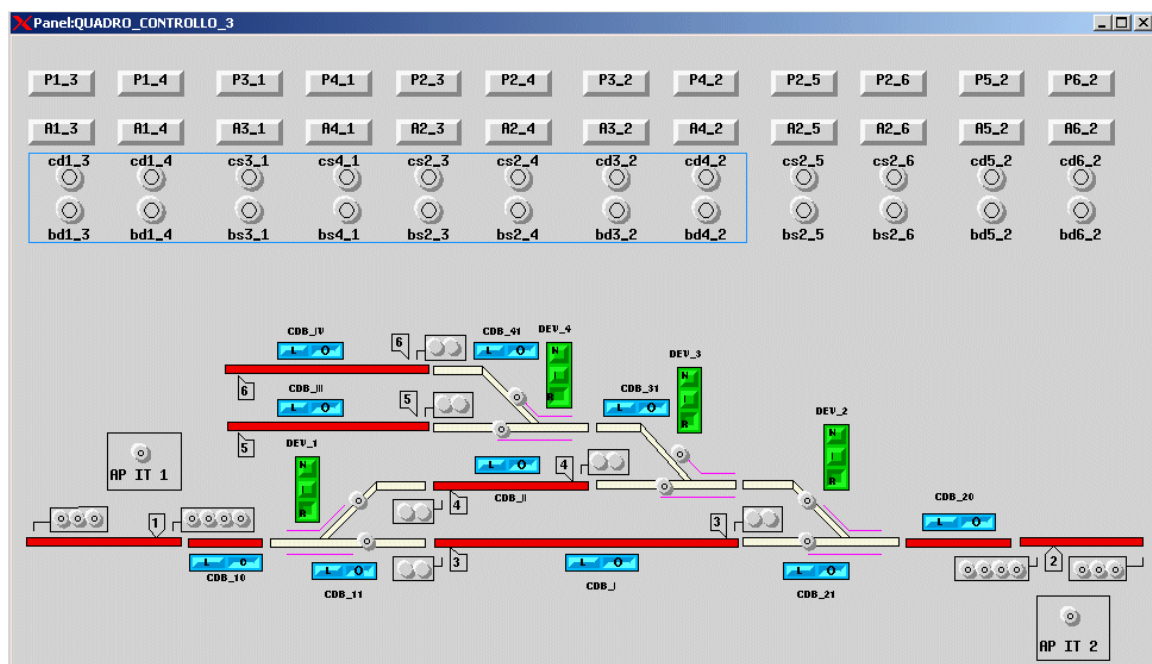 Panel:QUADRO_CONTROLLO_3
P1_3 P1_4 P3_1 P4_1 P2_3 P2_4 P3_2 P4_2 P2_5 P2_6 P5_2 P6_2
A1_3 A1_4 A3_1 A4_1 A2_3 A2_4 A3_2 A4_2 A2_5 A2_6 A5_2 A6_2
cd1_3 cd1_4 cs3_1 cs4_1 cs2_3 cs2_4 cd3_2 cd4_2 cs2_5 cs2_6 cd5_2 cd6_2
bd1_3 bd1_4 bs3_1 bs4_1 bs2_3 bs2_4 bd3_2 bd4_2 bs2_5 bs2_6 bd5_2 bd6_2
CDB_IV
L O
6
CDB_41
L O
DEV_4
N
I
R
DEV_3
N
I
R
6
CDB_III
L O
5
CDB_31
L O
DEV_2
N
I
R
5
DEV_1
N
I
R
AP IT 1
L O
4
CDB_II
4
CDB_20
L O
1
3
L O
CDB_10
L O
CDB_11
3
L O
CDB_I
L O
CDB_21
2
AP IT 2